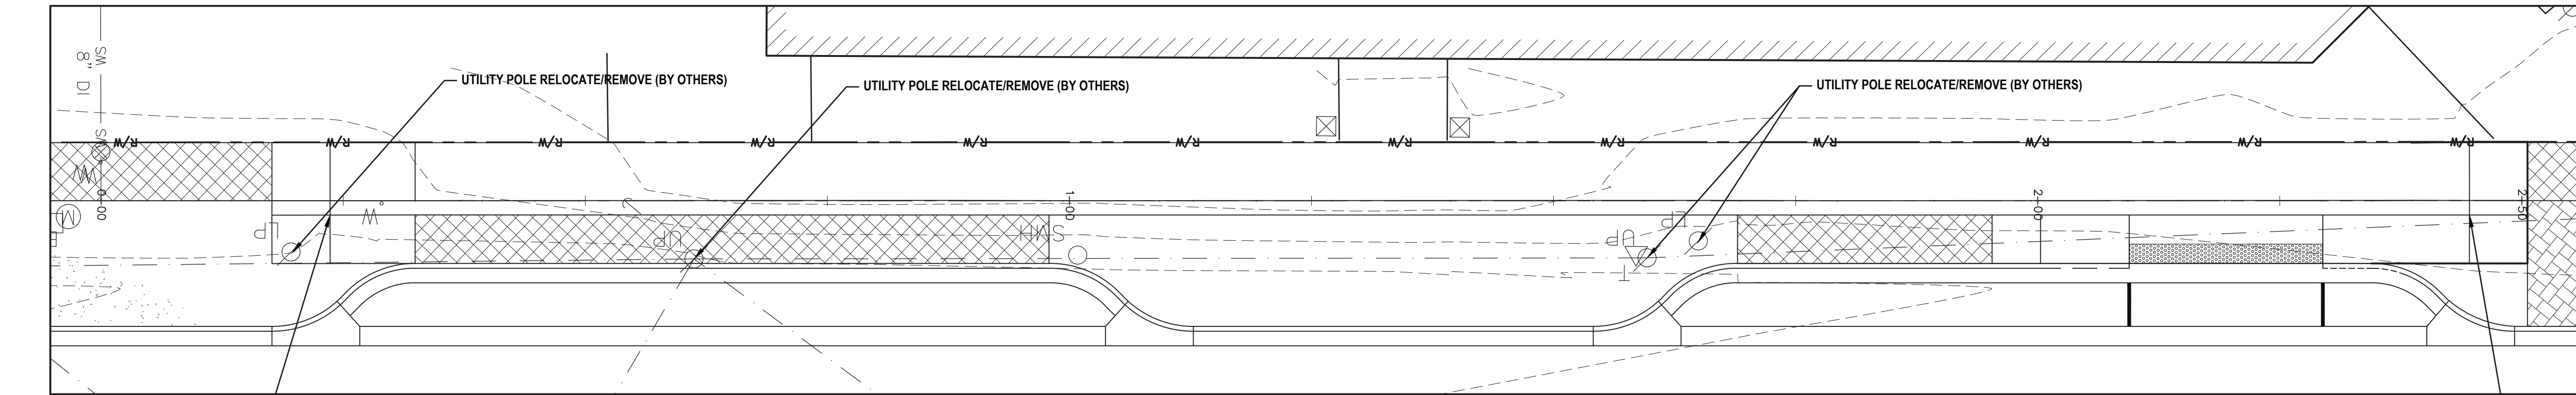 UTILITY POLE RELOCATE/REMOVE (BY OTHERS)
UTILITY POLE RELOCATE/REMOVE (BY OTHERS)
UTILITY POLE RELOCATE/REMOVE (BY OTHERS)
SW
8" DI
R/W
R/W
R/W
R/W
R/W
R/W
R/W
R/W
R/W
R/W
R/W
R/W
W
0+00
1+00
2+00
2+50
M
LP
W
UP
SMH
UP
LP